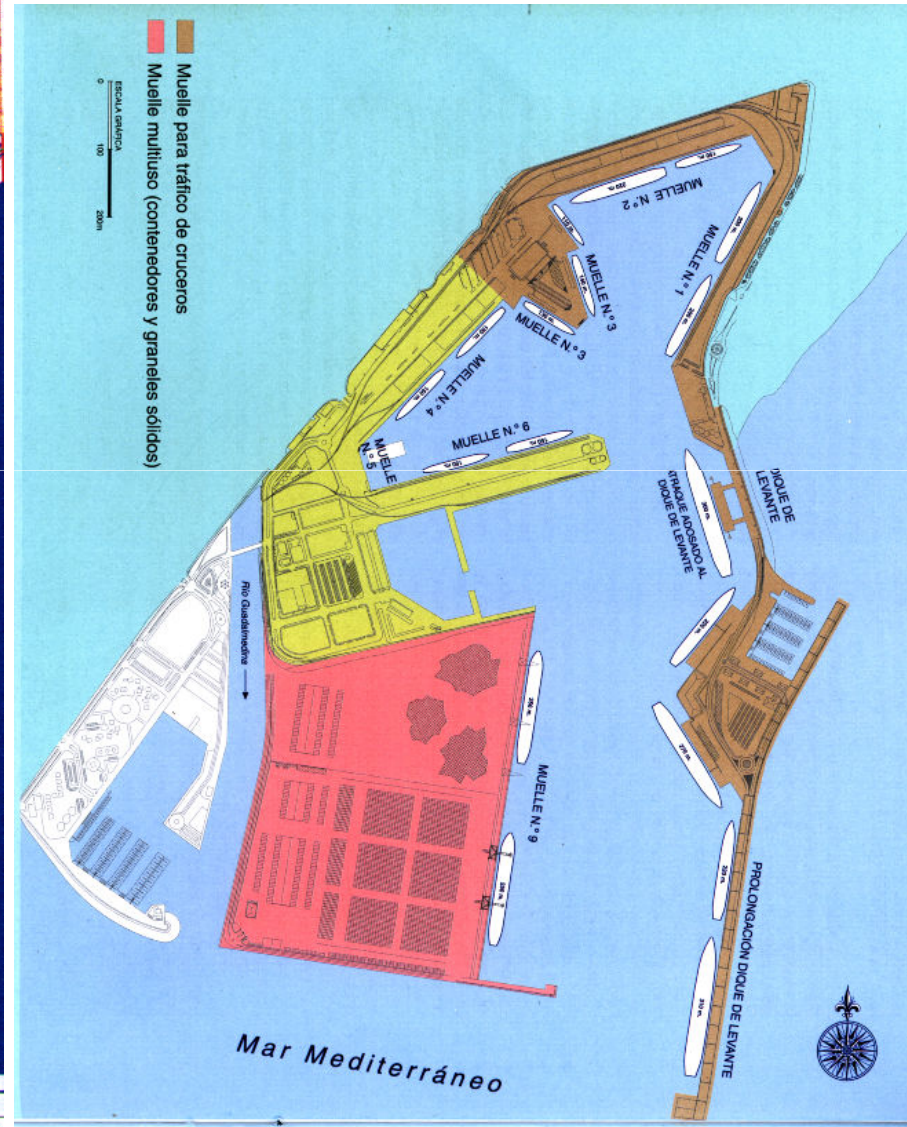 Muelle para tráfico de cruceros
Muelle multiuso (contenedores y graneles sólidos)
ESCALA GRÁFICA
0 100 200m
MUELLE N.º 2
MUELLE N.º 1
MUELLE N.º 3
MUELLE N.º 3
MUELLE N.º 4
MUELLE
N.º 5
MUELLE N.º 6
DIQUE DE
LEVANTE
ATRAQUE ADOSADO AL
DIQUE DE LEVANTE
Río Guadalmedina
MUELLE N.º 9
PROLONGACIÓN DIQUE DE LEVANTE
Mar Mediterráneo